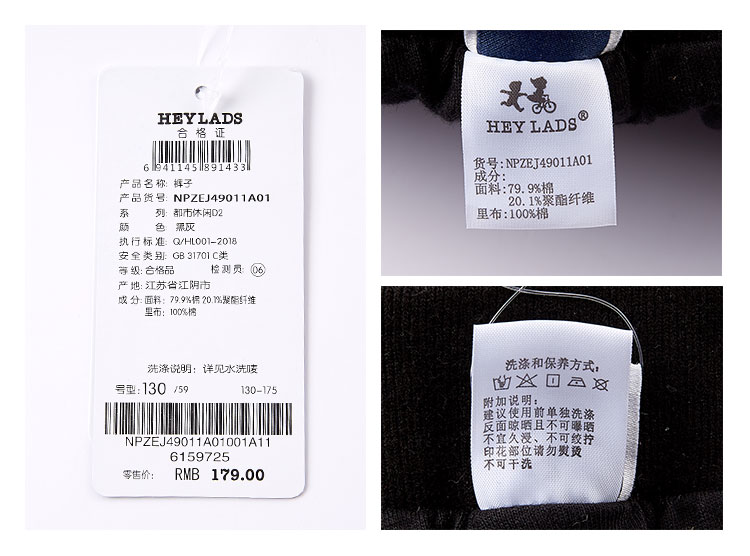 HEYLADS
合格证
6 941145 891433
产品名称: 裤子
产品货号: NPZEJ49011A01
系 列: 都市休闲D2
颜 色: 黑灰
执行标准: Q/HL001-2018
安全类别: GB 31701 C类
等级: 合格品 检测员: 06
产地: 江苏省江阴市
成分: 面料: 79.9%棉 20.1%聚酯纤维
里布: 100%棉
洗涤说明: 详见水洗唛
号型: 130 /59 130-175
NPZEJ49011A01001A11
6159725
零售价: RMB 179.00
HEY LADS®
货号: NPZEJ49011A01
成分:
面料: 79.9%棉
20.1%聚酯纤维
里布: 100%棉
洗涤和保养方式:
附加说明:
建议使用前单独洗涤
反面晾晒且不可曝晒
不宜久浸、不可绞拧
印花部位请勿熨烫
不可干洗